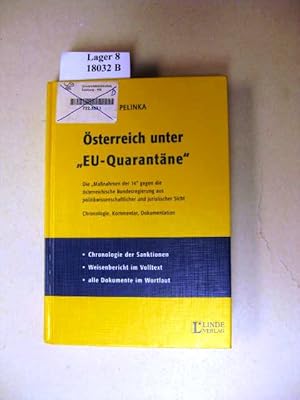 Lager 8
18032 B
PELINKA
Österreich unter
„EU-Quarantäne“
Die „Maßnahmen der 14“ gegen die
österreichische Bundesregierung aus
politikwissenschaftlicher und juristischer Sicht
Chronologie, Kommentar, Dokumentation
• Chronologie der Sanktionen
• Weisenbericht im Volltext
• alle Dokumente im Wortlaut
LINDE
VERLAG